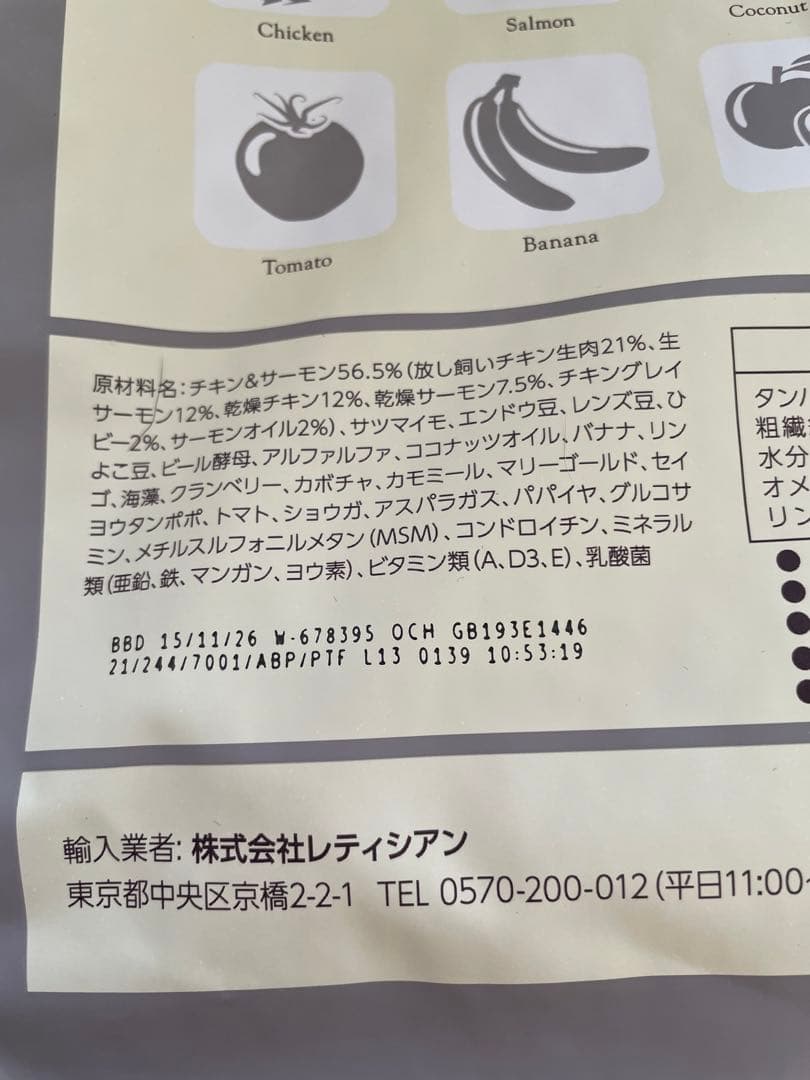 Chicken
Salmon
Coconut
Tomato
Banana
原材料名：チキン&サーモン56.5%（放し飼いチキン生肉21%、生
サーモン12%、乾燥チキン12%、乾燥サーモン7.5%、チキングレイ
ビー2%、サーモンオイル2%）、サツマイモ、エンドウ豆、レンズ豆、ひ
よこ豆、ビール酵母、アルファルファ、ココナッツオイル、バナナ、リン
ゴ、海藻、クランベリー、カボチャ、カモミール、マリーゴールド、セイ
ヨウタンポポ、トマト、ショウガ、アスパラガス、パパイヤ、グルコサ
ミン、メチルスルフォニルメタン（MSM）、コンドロイチン、ミネラル
類（亜鉛、鉄、マンガン、ヨウ素）、ビタミン類（A、D3、E）、乳酸菌
BBD 15/11/26 W-678395 OCH GB193E1446
21/244/7001/ABP/PTF L13 0139 10:53:19
タンパ
粗繊
水分
オメ
リン
輸入業者: 株式会社レティシアン
東京都中央区京橋2-2-1 TEL 0570-200-012（平日11:00~